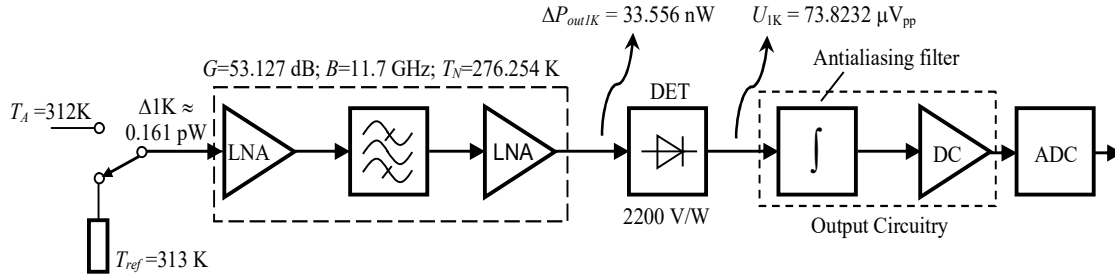 ΔP_out1K = 33.556 nW
U_1K = 73.8232 μV_pp
Antialiasing filter
G=53.127 dB; B=11.7 GHz; T_N=276.254 K
DET
T_A =312K
Δ1K ≈
0.161 pW
LNA
LNA
∫
DC
ADC
2200 V/W
Output Circuitry
T_ref=313 K